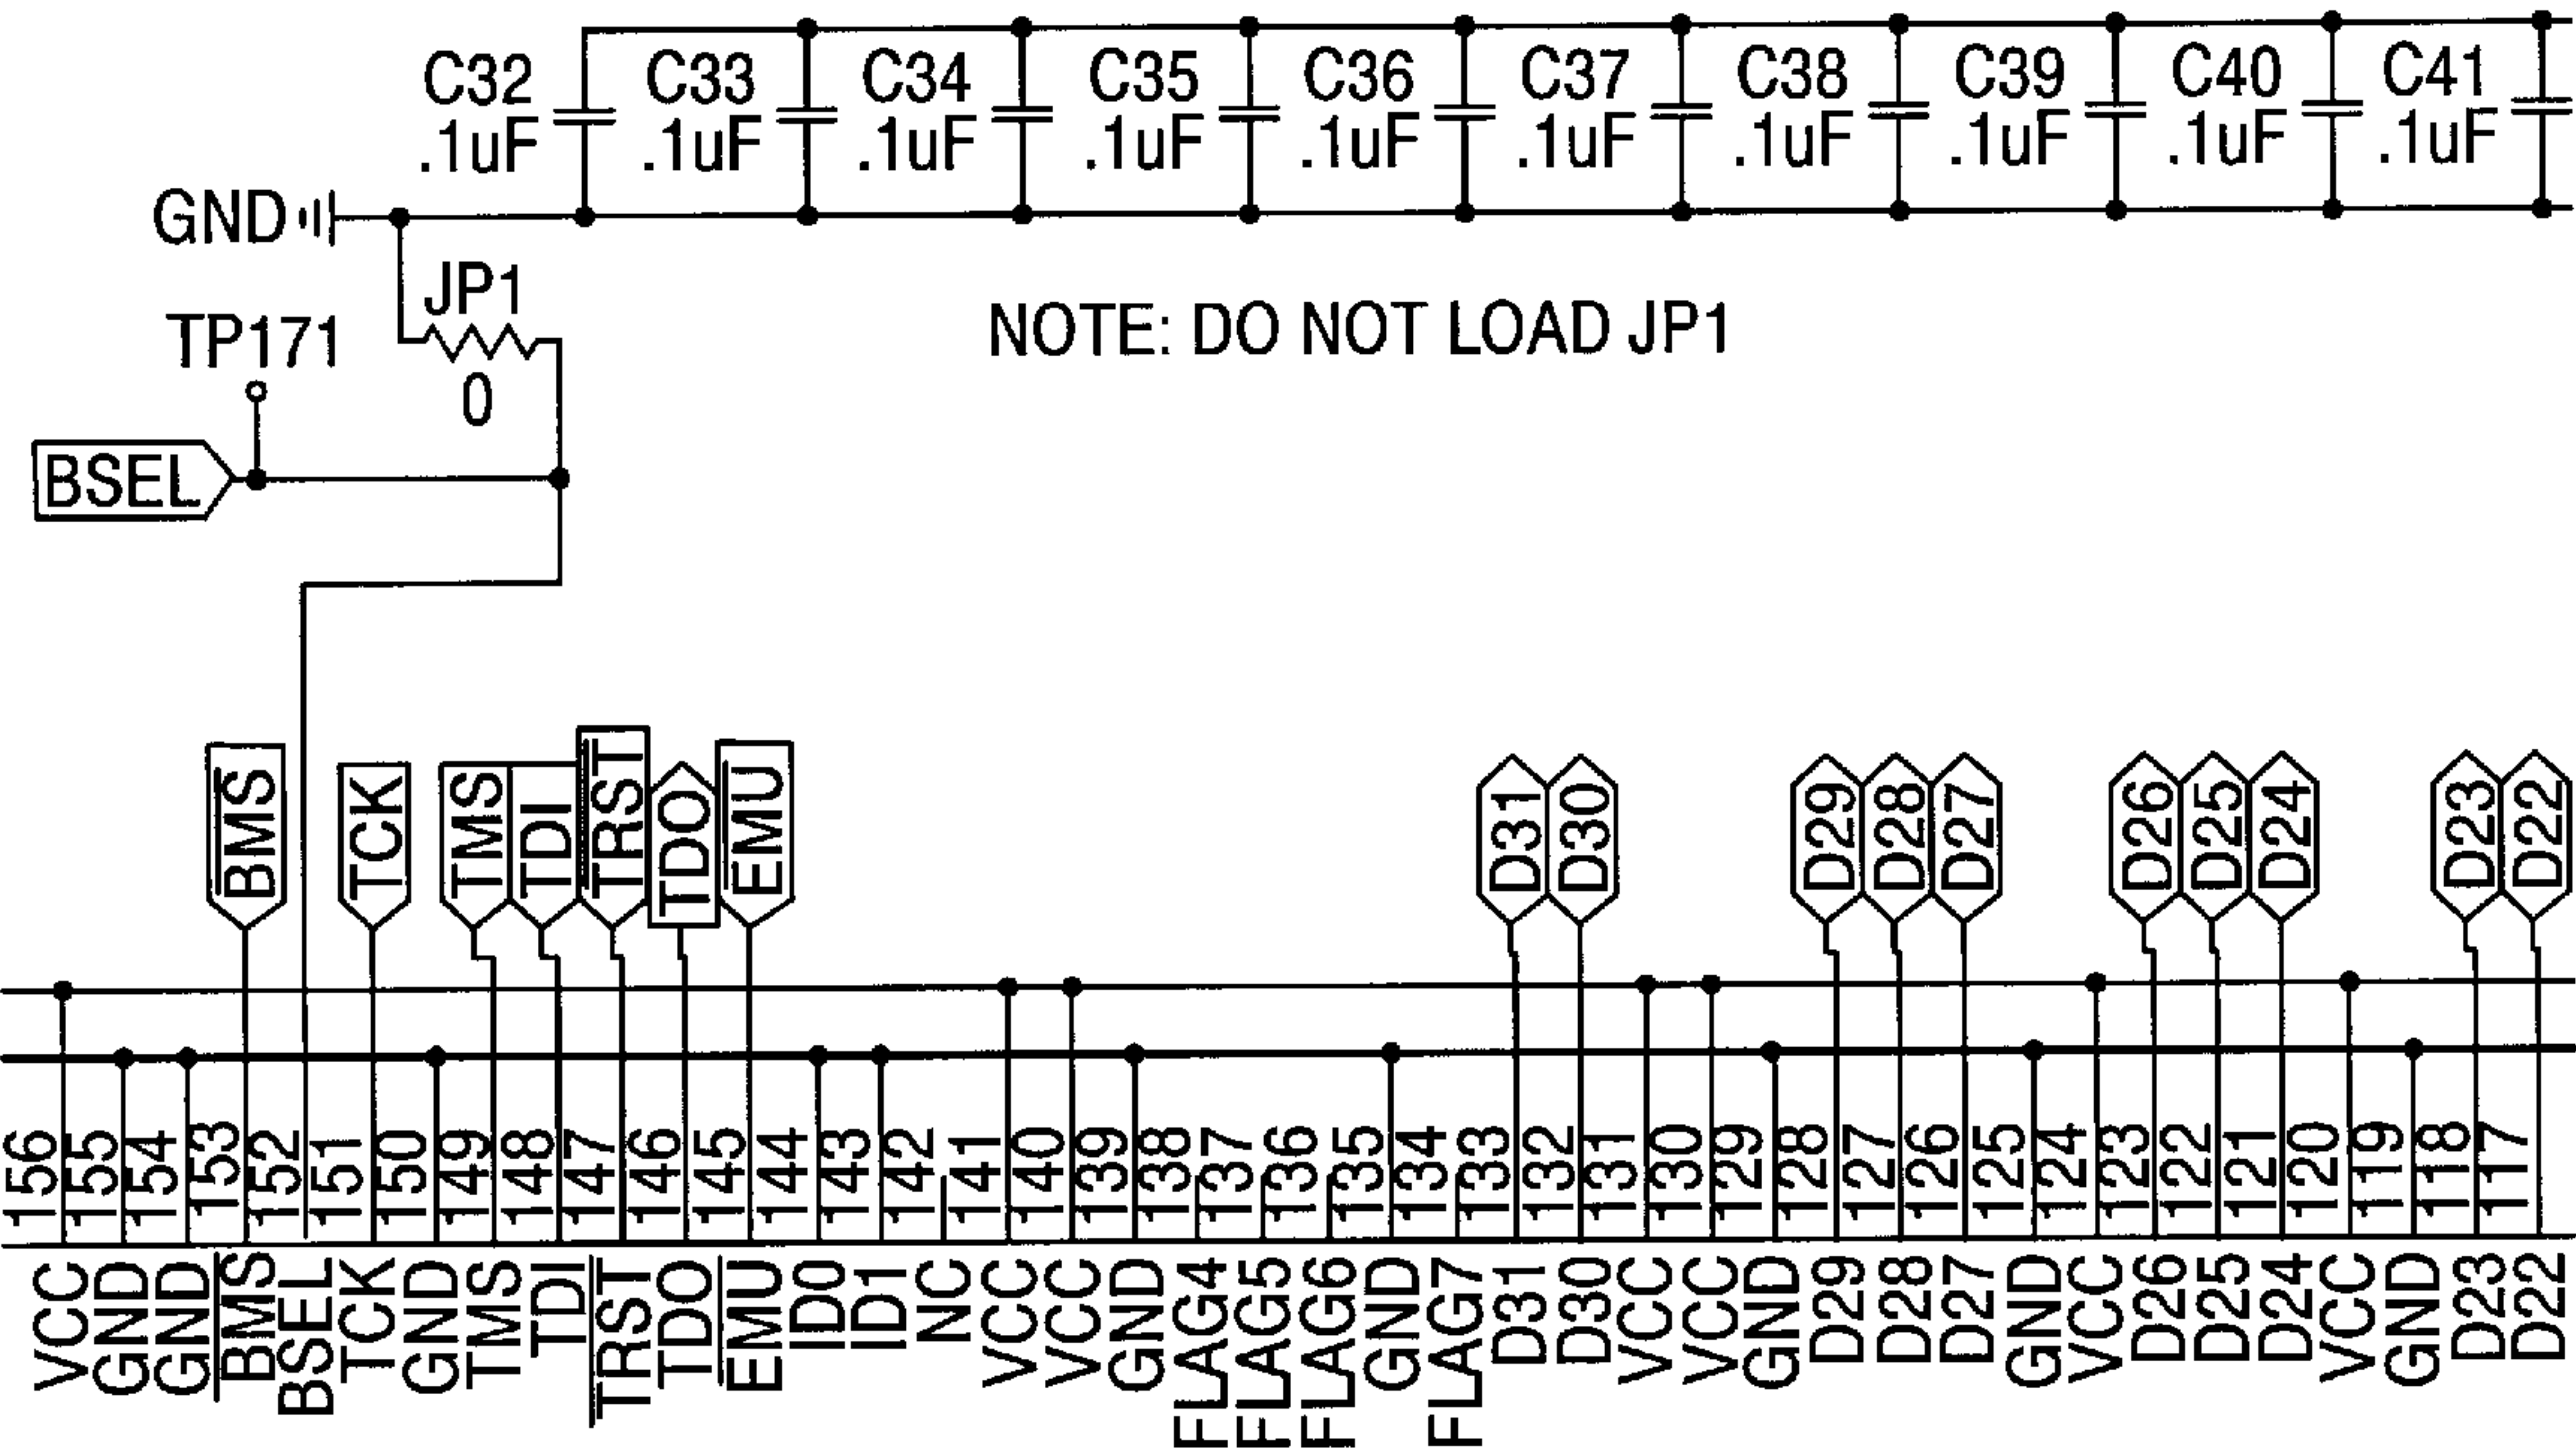 C32 C33 C34 C35 C36 C37 C38 C39 C40 C41
.1uF .1uF .1uF .1uF .1uF .1uF .1uF .1uF .1uF .1uF
GND
JP1
NOTE: DO NOT LOAD JP1
TP171
0
BSEL
BMS TCK TMS TDI TRST TDO EMU D31 D30 D29 D28 D27 D26 D25 D24 D23 D22
156 155 154 153 152 151 150 149 148 147 146 145 144 143 142 141 140 139 138 137 136 135 134 133 132 131 130 129 128 127 126 125 124 123 122 121 120 119 118 117
VCC GND GND BMS BSEL TCK GND TMS TDI TRST TDO EMU ID0 ID1 NC VCC VCC GND FLAG4 FLAG5 FLAG6 GND FLAG7 D31 D30 VCC VCC GND D29 D28 D27 GND VCC D26 D25 D24 VCC GND D23 D22